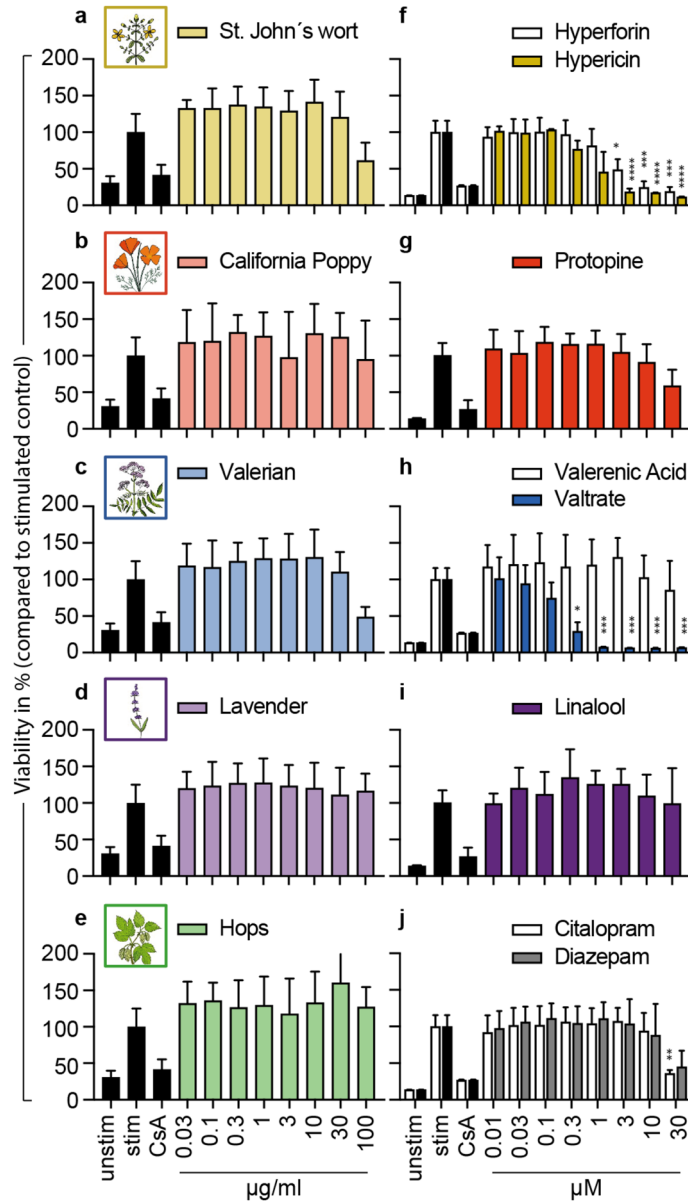 a St. John´s wort
200
150
100
50
0
f Hyperforin
Hypericin
* *** *** 
**** **** ****
b California Poppy
200
150
100
50
0
g Protopine
c Valerian
200
150
100
50
0
h Valerenic Acid
Valtrate
* *** *** *** ***
d Lavender
200
150
100
50
0
i Linalool
e Hops
200
150
100
50
0
j Citalopram
Diazepam
**
Viability in % (compared to stimulated control)
unstim stim CsA 0.03 0.1 0.3 1 3 10 30 100
µg/ml
unstim stim CsA 0.01 0.03 0.1 0.3 1 3 10 30
µM